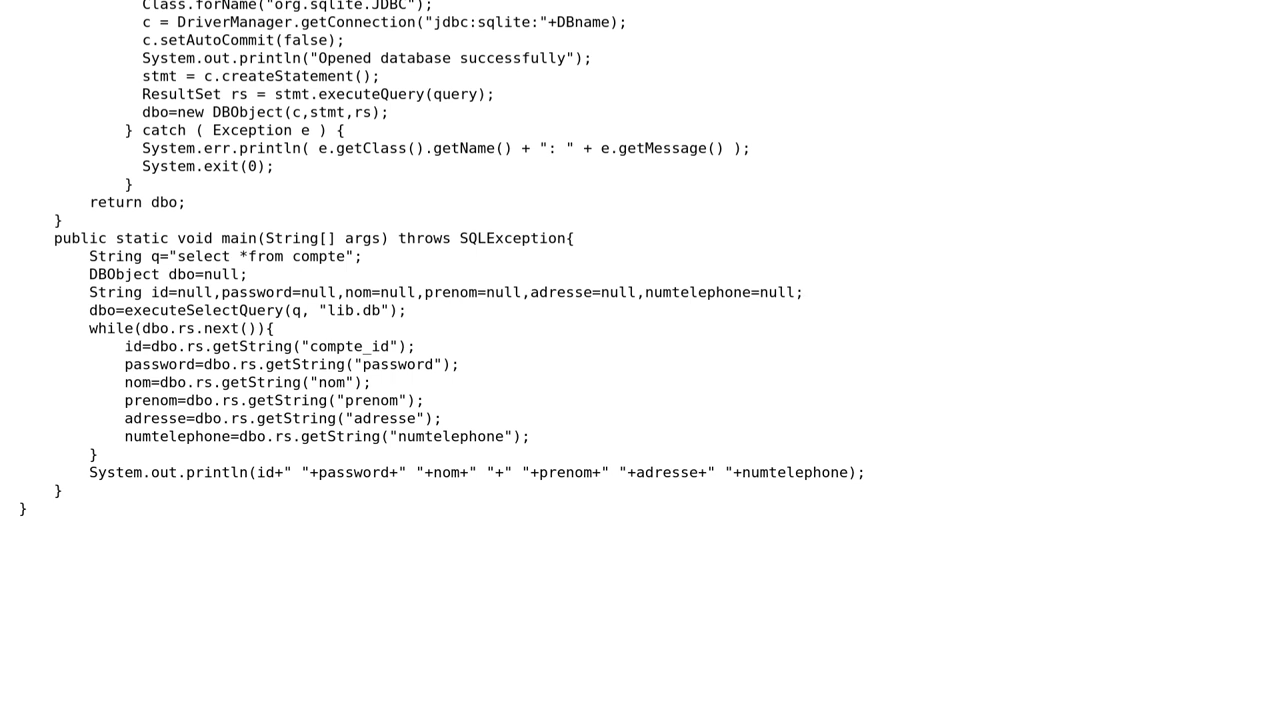 Class.forName("org.sqlite.JDBC");
c = DriverManager.getConnection("jdbc:sqlite:"+DBname);
c.setAutoCommit(false);
System.out.println("Opened database successfully");
stmt = c.createStatement();
ResultSet rs = stmt.executeQuery(query);
dbo=new DBObject(c,stmt,rs);
} catch ( Exception e ) {
System.err.println( e.getClass().getName() + ": " + e.getMessage() );
System.exit(0);
}
return dbo;
}
public static void main(String[] args) throws SQLException{
String q="select *from compte";
DBObject dbo=null;
String id=null,password=null,nom=null,prenom=null,adresse=null,numtelephone=null;
dbo=executeSelectQuery(q, "lib.db");
while(dbo.rs.next()){
id=dbo.rs.getString("compte_id");
password=dbo.rs.getString("password");
nom=dbo.rs.getString("nom");
prenom=dbo.rs.getString("prenom");
adresse=dbo.rs.getString("adresse");
numtelephone=dbo.rs.getString("numtelephone");
}
System.out.println(id+" "+password+" "+nom+" "+" "+prenom+" "+adresse+" "+numtelephone);
}
}